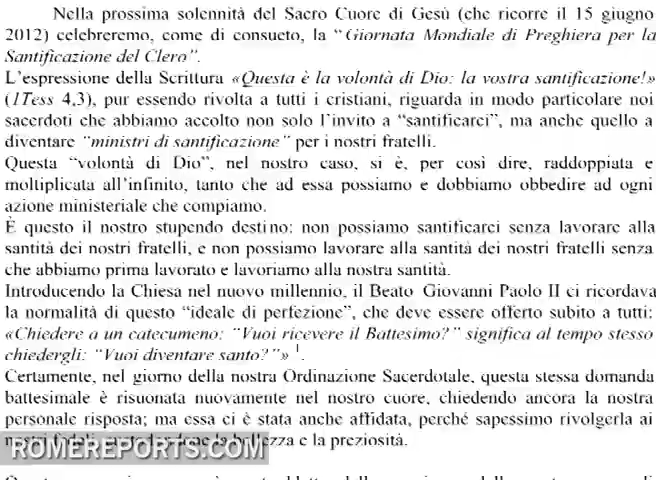 Nella prossima solennità del Sacro Cuore di Gesù (che ricorre il 15 giugno
2012) celebreremo, come di consueto, la “Giornata Mondiale di Preghiera per la
Santificazione del Clero”.
L’espressione della Scrittura «Questa è la volontà di Dio: la vostra santificazione!»
(1Tess 4,3), pur essendo rivolta a tutti i cristiani, riguarda in modo particolare noi
sacerdoti che abbiamo accolto non solo l’invito a “santificarci”, ma anche quello a
diventare “ministri di santificazione” per i nostri fratelli.
Questa “volontà di Dio”, nel nostro caso, si è, per così dire, raddoppiata e
moltiplicata all’infinito, tanto che ad essa possiamo e dobbiamo obbedire ad ogni
azione ministeriale che compiamo.
È questo il nostro stupendo destino: non possiamo santificarci senza lavorare alla
santità dei nostri fratelli, e non possiamo lavorare alla santità dei nostri fratelli senza
che abbiamo prima lavorato e lavoriamo alla nostra santità.
Introducendo la Chiesa nel nuovo millennio, il Beato Giovanni Paolo II ci ricordava
la normalità di questo “ideale di perfezione”, che deve essere offerto subito a tutti:
«Chiedere a un catecumeno: “Vuoi ricevere il Battesimo?” significa al tempo stesso
chiedergli: “Vuoi diventare santo?”» 1.
Certamente, nel giorno della nostra Ordinazione Sacerdotale, questa stessa domanda
battesimale è risuonata nuovamente nel nostro cuore, chiedendo ancora la nostra
personale risposta; ma essa ci è stata anche affidata, perché sapessimo rivolgerla ai
bellezza e la preziosità.
ROMEREPORTS.COM